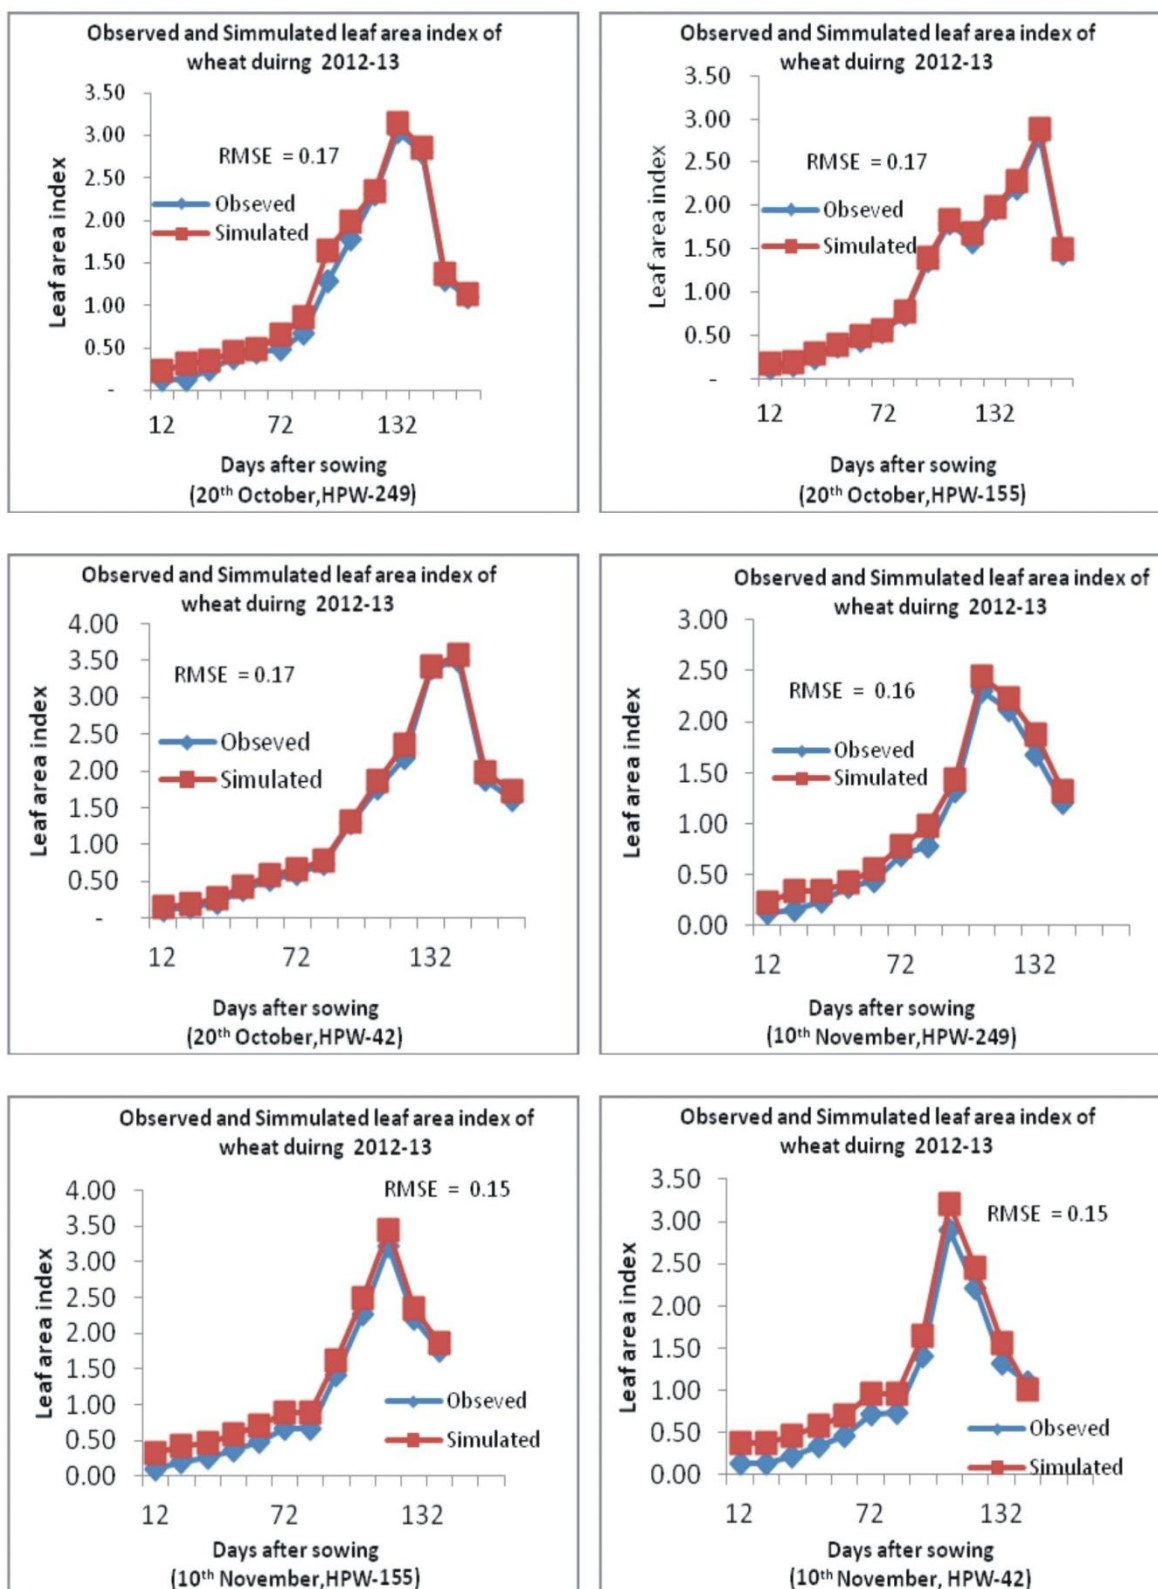 Observed and Simmulated leaf area index of
wheat duirng 2012-13
3.50
3.00
2.50
2.00
1.50
1.00
0.50
-
Leaf area index
RMSE = 0.17
Obseved
Simulated
12 72 132
Days after sowing
(20th October,HPW-249)
Observed and Simmulated leaf area index of
wheat duirng 2012-13
3.50
3.00
2.50
2.00
1.50
1.00
0.50
-
Leaf area index
RMSE = 0.17
Obseved
Simulated
12 72 132
Days after sowing
(20th October,HPW-155)
Observed and Simmulated leaf area index of
wheat duirng 2012-13
4.00
3.50
3.00
2.50
2.00
1.50
1.00
0.50
-
Leaf area index
RMSE = 0.17
Obseved
Simulated
12 72 132
Days after sowing
(20th October,HPW-42)
Observed and Simmulated leaf area index of
wheat duirng 2012-13
3.00
2.50
2.00
1.50
1.00
0.50
0.00
Leaf area index
RMSE = 0.16
Obseved
Simulated
12 72 132
Days after sowing
(10th November,HPW-249)
Observed and Simmulated leaf area index of
wheat duirng 2012-13
4.00
3.50
3.00
2.50
2.00
1.50
1.00
0.50
0.00
Leaf area index
RMSE = 0.15
Obseved
Simulated
12 72 132
Days after sowing
(10th November,HPW-155)
Observed and Simmulated leaf area index of
wheat duirng 2012-13
3.50
3.00
2.50
2.00
1.50
1.00
0.50
0.00
Leaf area index
RMSE = 0.15
Obseved
Simulated
12 72 132
Days after sowing
(10th November, HPW-42)